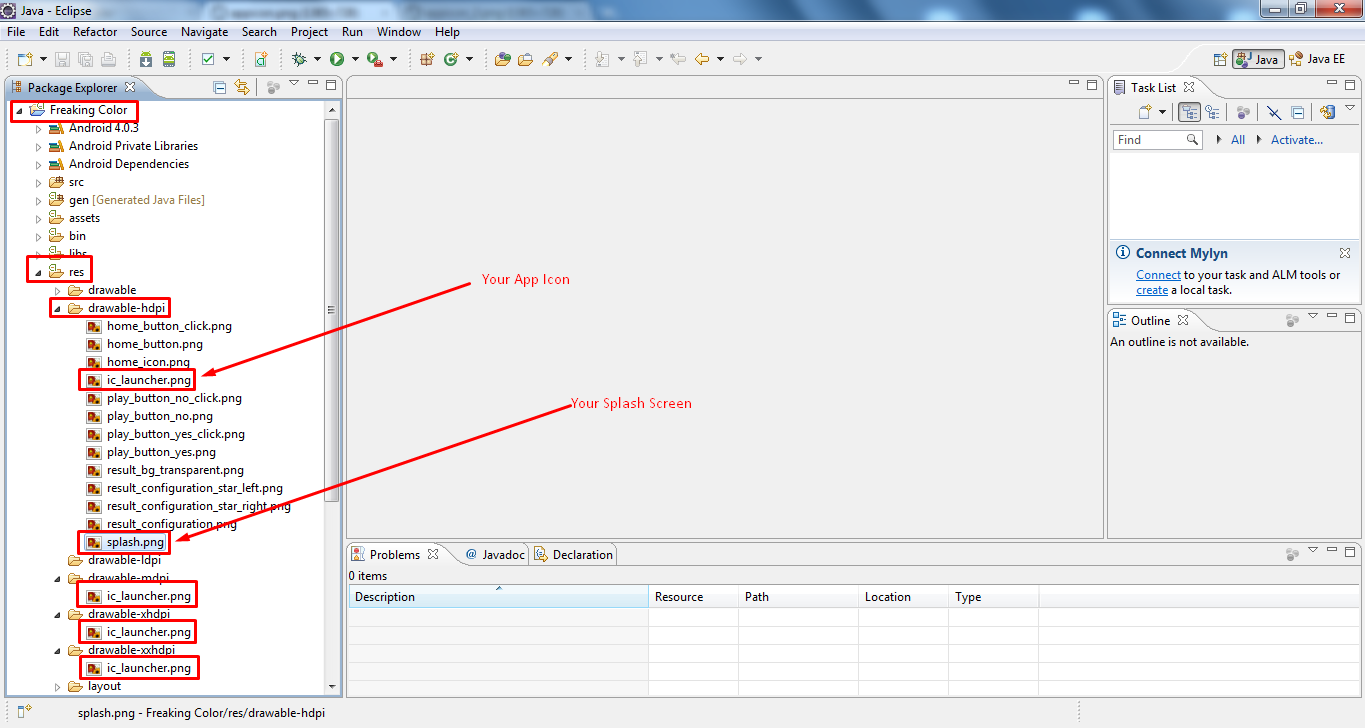 Java - Eclipse
File Edit Refactor Source Navigate Search Project Run Window Help
Java Java EE
Package Explorer
Freaking Color
Android 4.0.3
Android Private Libraries
Android Dependencies
src
gen [Generated Java Files]
assets
bin
libs
res
drawable
drawable-hdpi
home_button_click.png
home_button.png
home_icon.png
ic_launcher.png
play_button_no_click.png
play_button_no.png
play_button_yes_click.png
play_button_yes.png
result_bg_transparent.png
result_configuration_star_left.png
result_configuration_star_right.png
result_configuration.png
splash.png
drawable-ldpi
drawable-mdpi
ic_launcher.png
drawable-xhdpi
ic_launcher.png
drawable-xxhdpi
ic_launcher.png
layout
Your App Icon
Your Splash Screen
Task List
Find All Activate...
Connect Mylyn
Connect to your task and ALM tools or
create a local task.
Outline
An outline is not available.
Problems @ Javadoc Declaration
0 items
Description Resource Path Location Type
splash.png - Freaking Color/res/drawable-hdpi